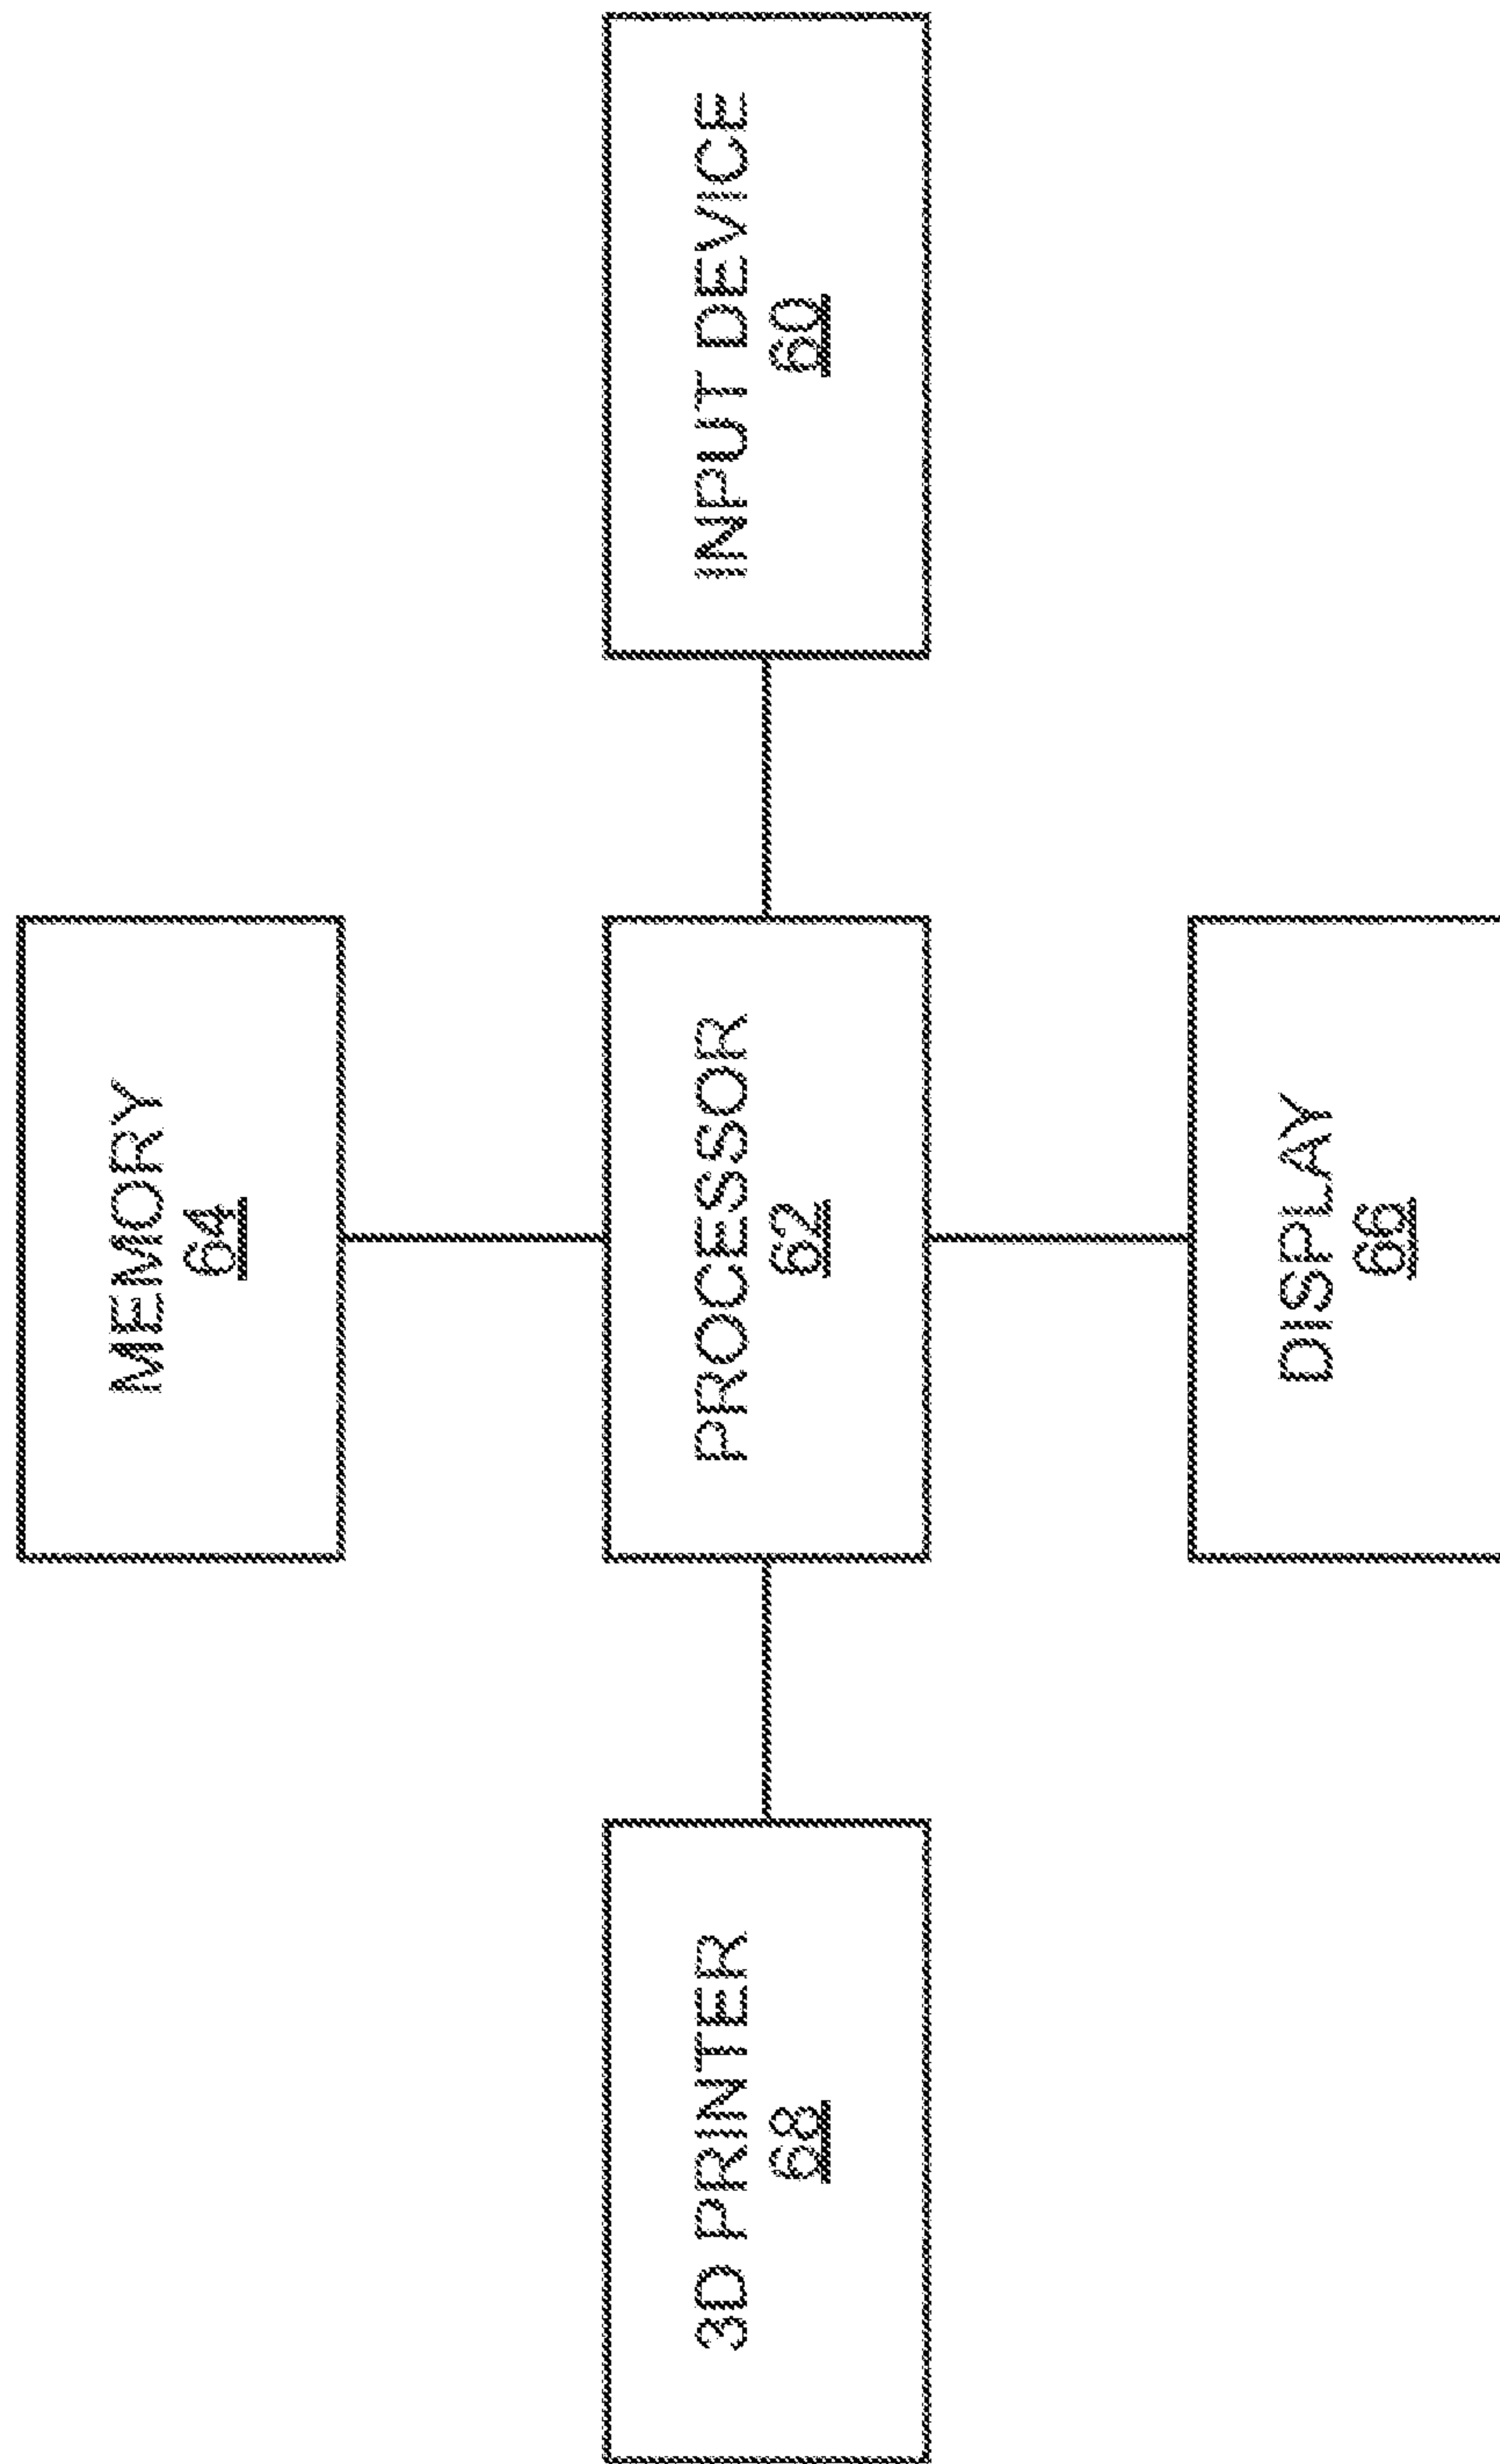 MEMORY
64
3D PRINTER
68
PROCESSOR
62
INPUT DEVICE
60
DISPLAY
66